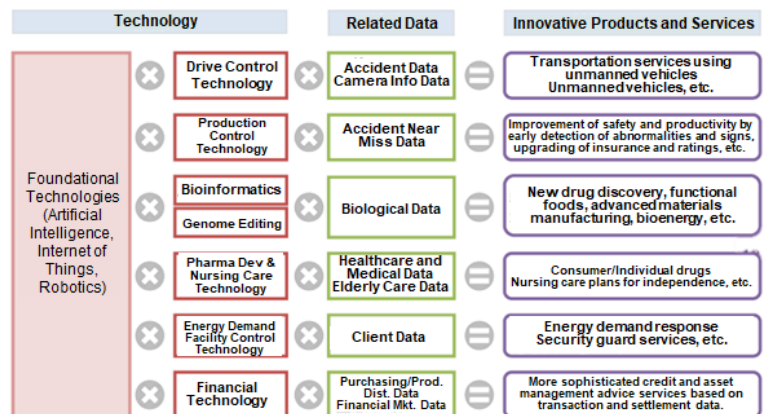 Technology
Related Data
Innovative Products and Services
Foundational
Technologies
(Artificial
Intelligence,
Internet of
Things,
Robotics)
Drive Control
Technology
Accident Data
Camera Info Data
Transportation services using
unmanned vehicles
Unmanned vehicles, etc.
Production
Control
Technology
Accident Near
Miss Data
Improvement of safety and productivity by
early detection of abnormalities and signs,
upgrading of insurance and ratings, etc.
Bioinformatics
Genome Editing
Biological Data
New drug discovery, functional
foods, advanced materials
manufacturing, bioenergy, etc.
Pharma Dev &
Nursing Care
Technology
Healthcare and
Medical Data
Elderly Care Data
Consumer/Individual drugs
Nursing care plans for independence, etc.
Energy Demand
Facility Control
Technology
Client Data
Energy demand response
Security guard services, etc.
Financial
Technology
Purchasing/Prod.
Dist. Data
Financial Mkt. Data
More sophisticated credit and asset
management advice services based on
transaction and settlement data.